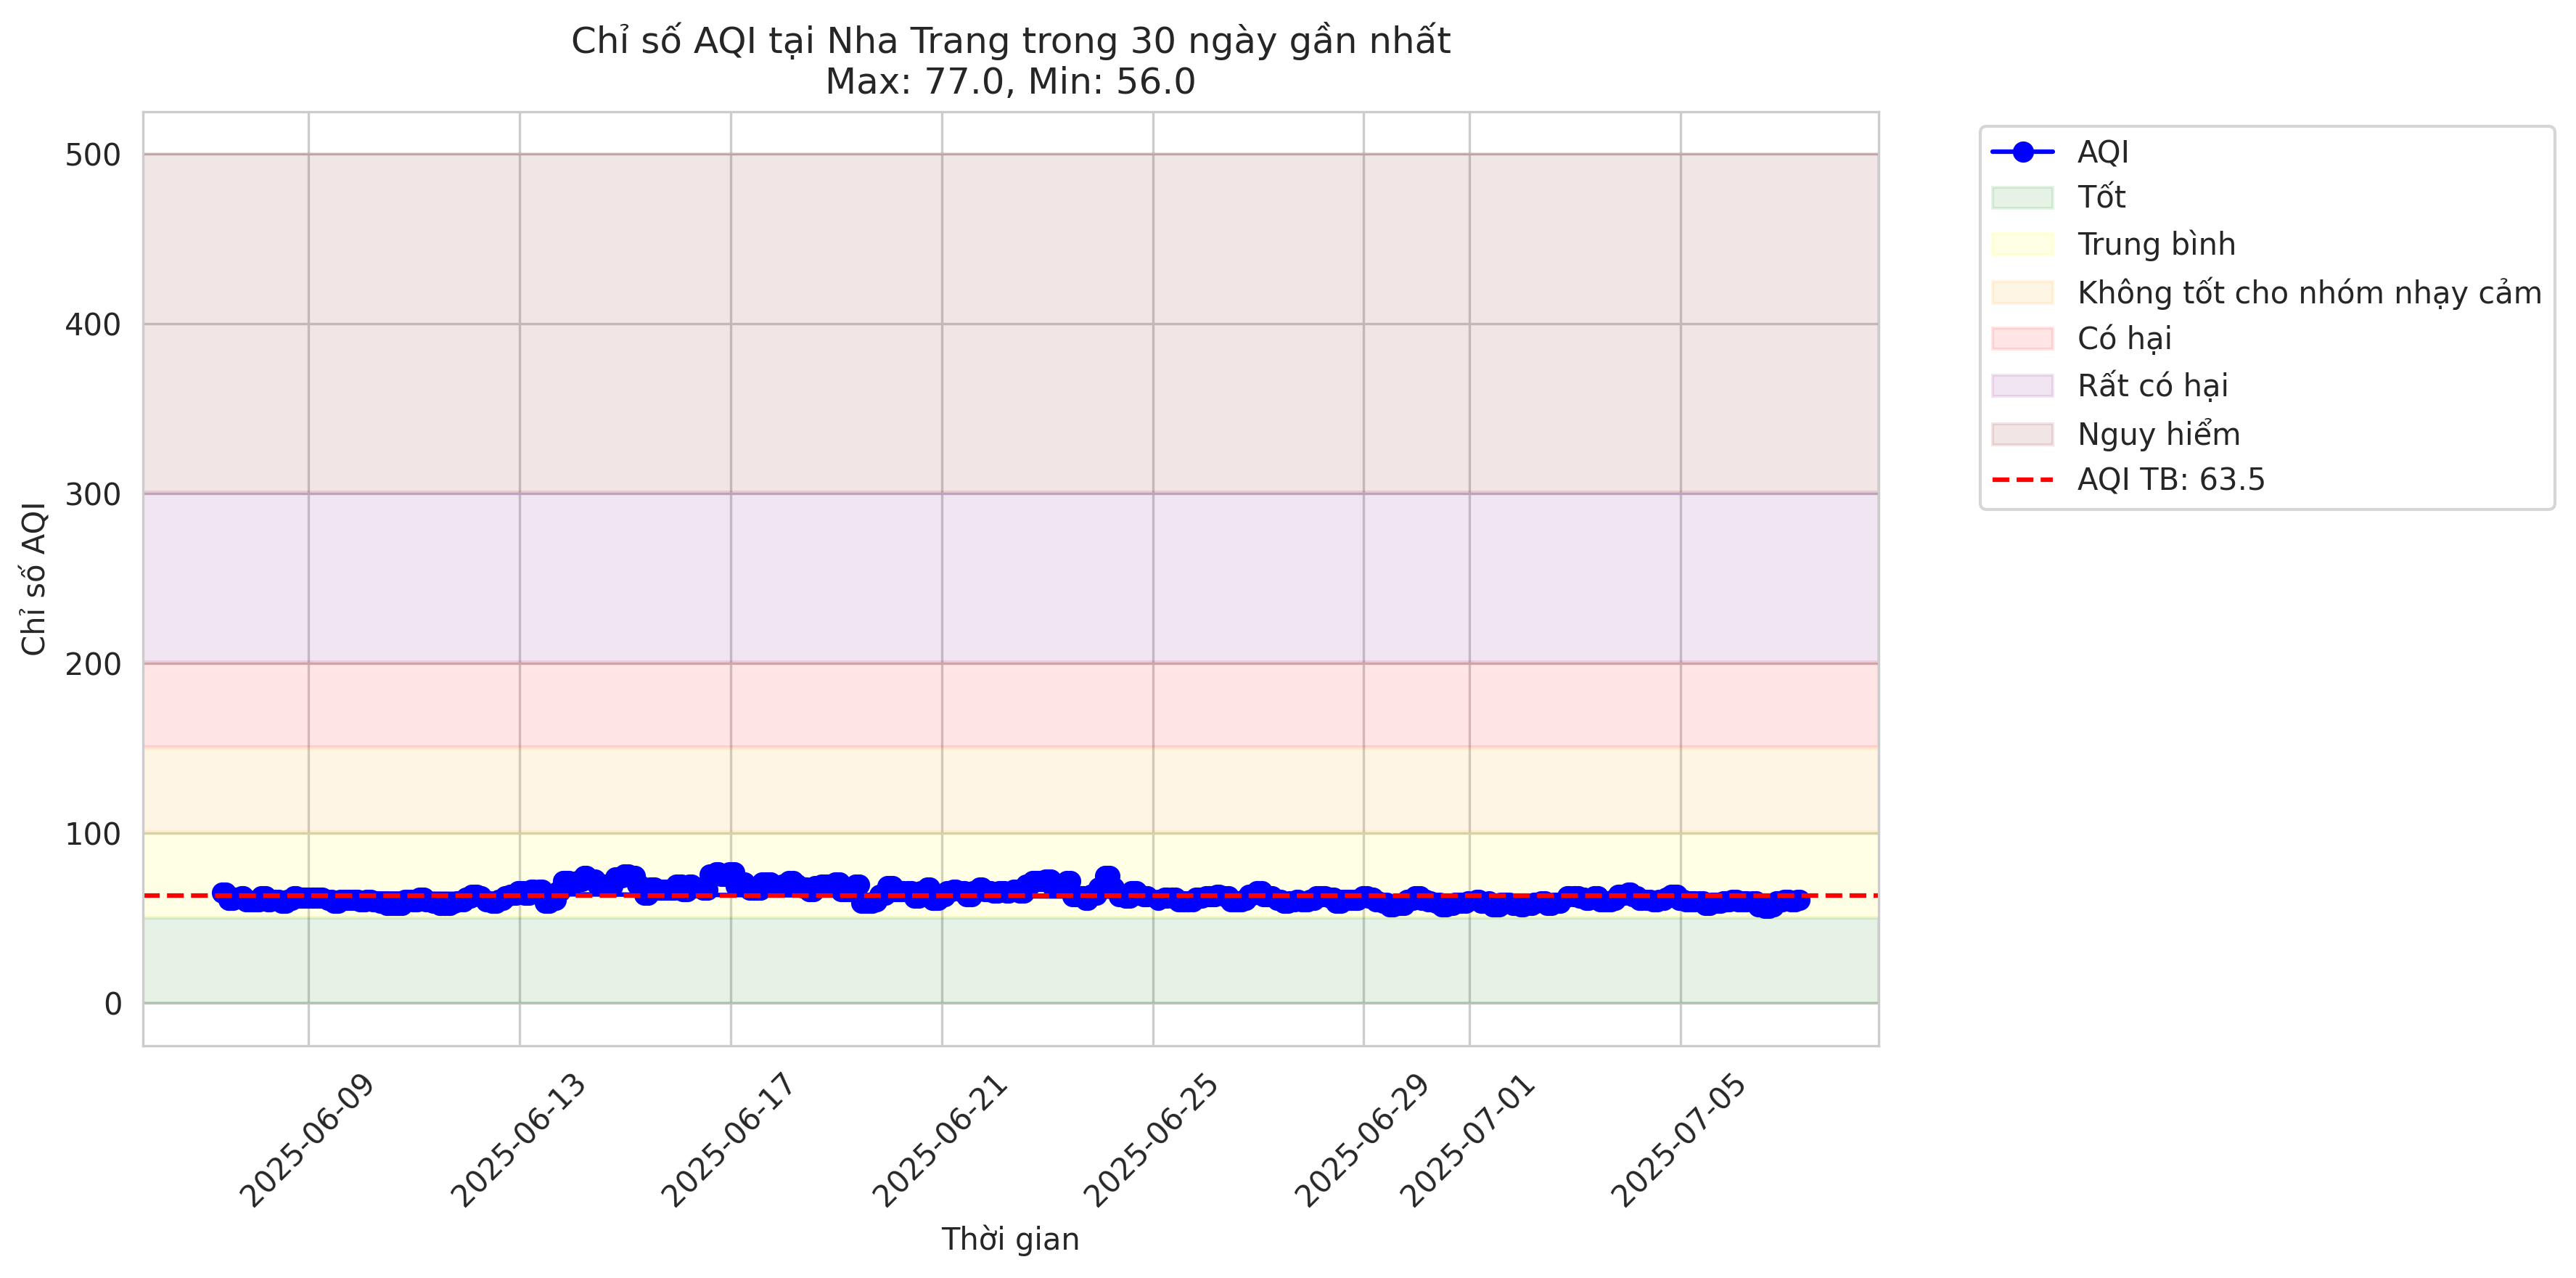 Chỉ số AQI tại Nha Trang trong 30 ngày gần nhất
Max: 77.0, Min: 56.0
Chỉ số AQI
500
400
300
200
100
0
2025-06-09
2025-06-13
2025-06-17
2025-06-21
2025-06-25
2025-06-29
2025-07-01
2025-07-05
Thời gian
AQI
Tốt
Trung bình
Không tốt cho nhóm nhạy cảm
Có hại
Rất có hại
Nguy hiểm
AQI TB: 63.5